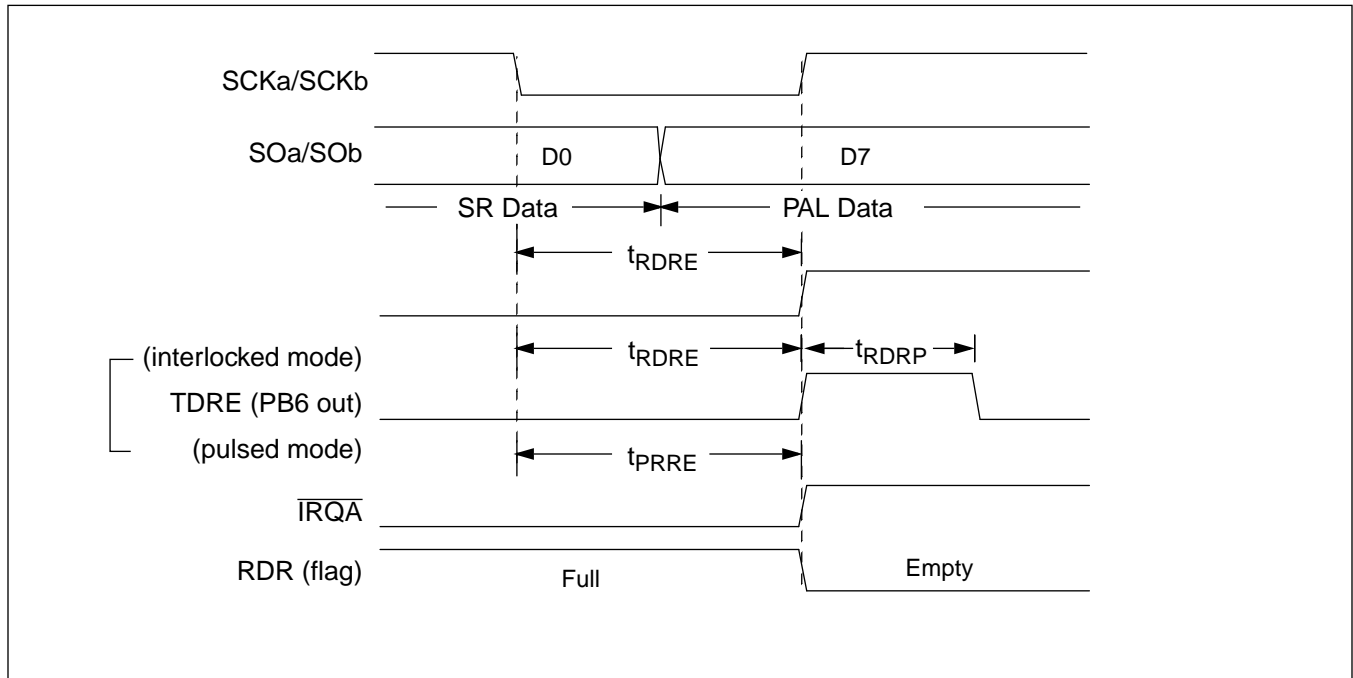 SCKa/SCKb
SOa/SOb
D0
D7
SR Data
PAL Data
tRDRE
(interlocked mode)
tRDRE
tRDRP
TDRE (PB6 out)
(pulsed mode)
tPRRE
IRQA
RDR (flag)
Full
Empty